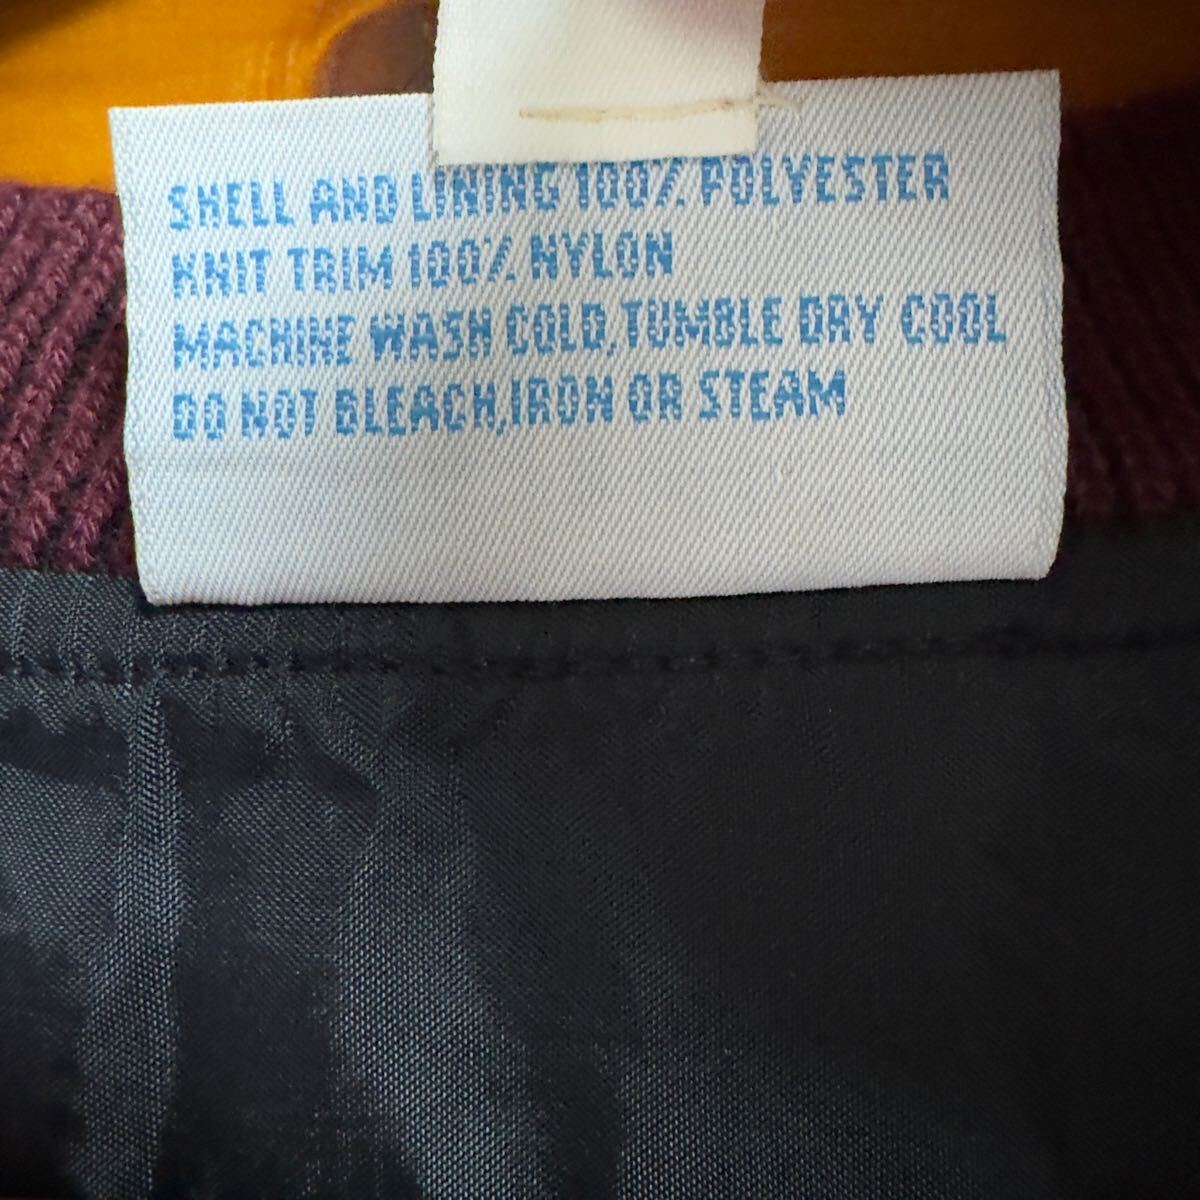 SHELL AND LINING 100% POLYESTER
KNIT TRIM 100% NYLON
MACHINE WASH COLD,TUMBLE DRY COOL
DO NOT BLEACH,IRON OR STEAM